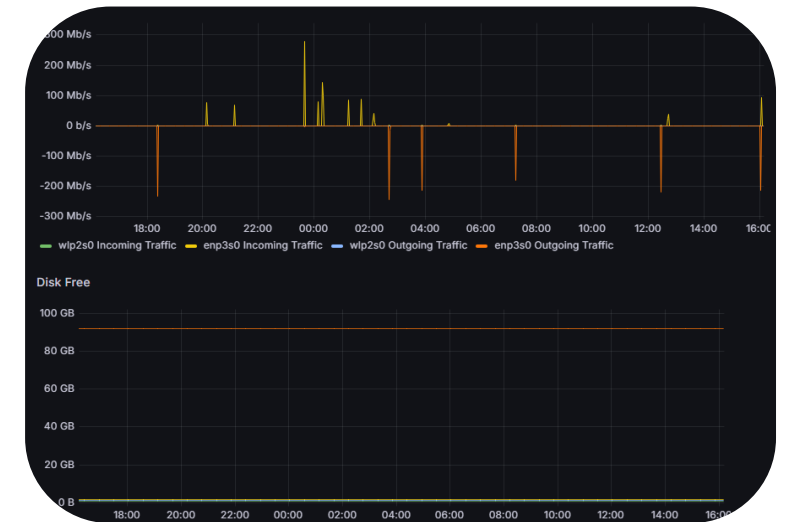 300 Mb/s
200 Mb/s
100 Mb/s
0 b/s
-100 Mb/s
-200 Mb/s
-300 Mb/s
18:00 20:00 22:00 00:00 02:00 04:00 06:00 08:00 10:00 12:00 14:00 16:00
wlp2s0 Incoming Traffic enp3s0 Incoming Traffic wlp2s0 Outgoing Traffic enp3s0 Outgoing Traffic
Disk Free
100 GB
80 GB
60 GB
40 GB
20 GB
0 B
18:00 20:00 22:00 00:00 02:00 04:00 06:00 08:00 10:00 12:00 14:00 16:00